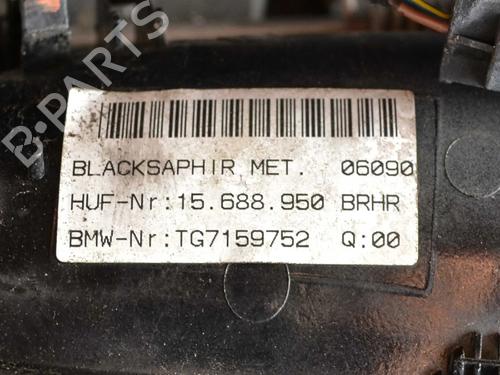 B-PARTS
BLACKSAPHIR MET. 06090
HUF-Nr:15.688.950 BRHR
BMW-Nr:TG7159752 Q:00